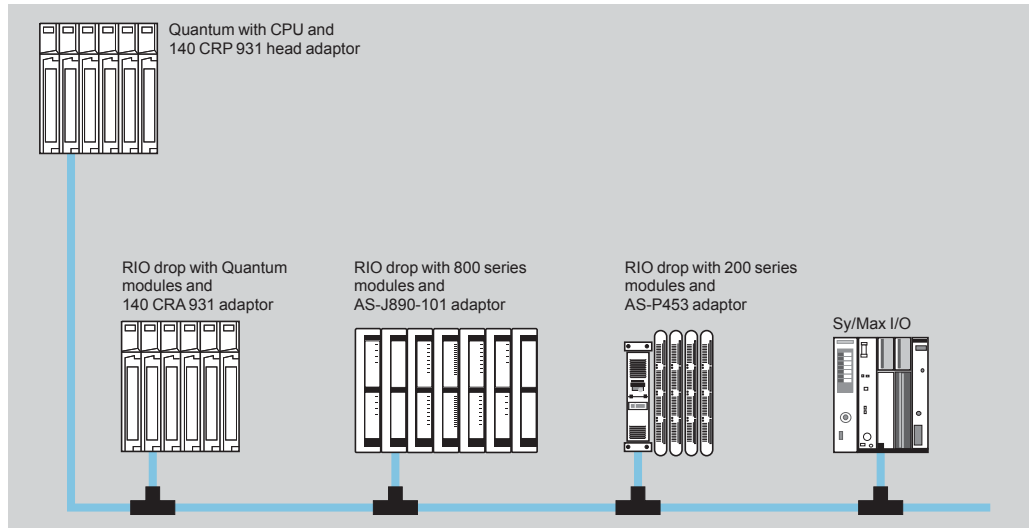 Quantum with CPU and
140 CRP 931 head adaptor
RIO drop with Quantum
modules and
140 CRA 931 adaptor
RIO drop with 800 series
modules and
AS-J890-101 adaptor
RIO drop with 200 series
modules and
AS-P453 adaptor
Sy/Max I/O